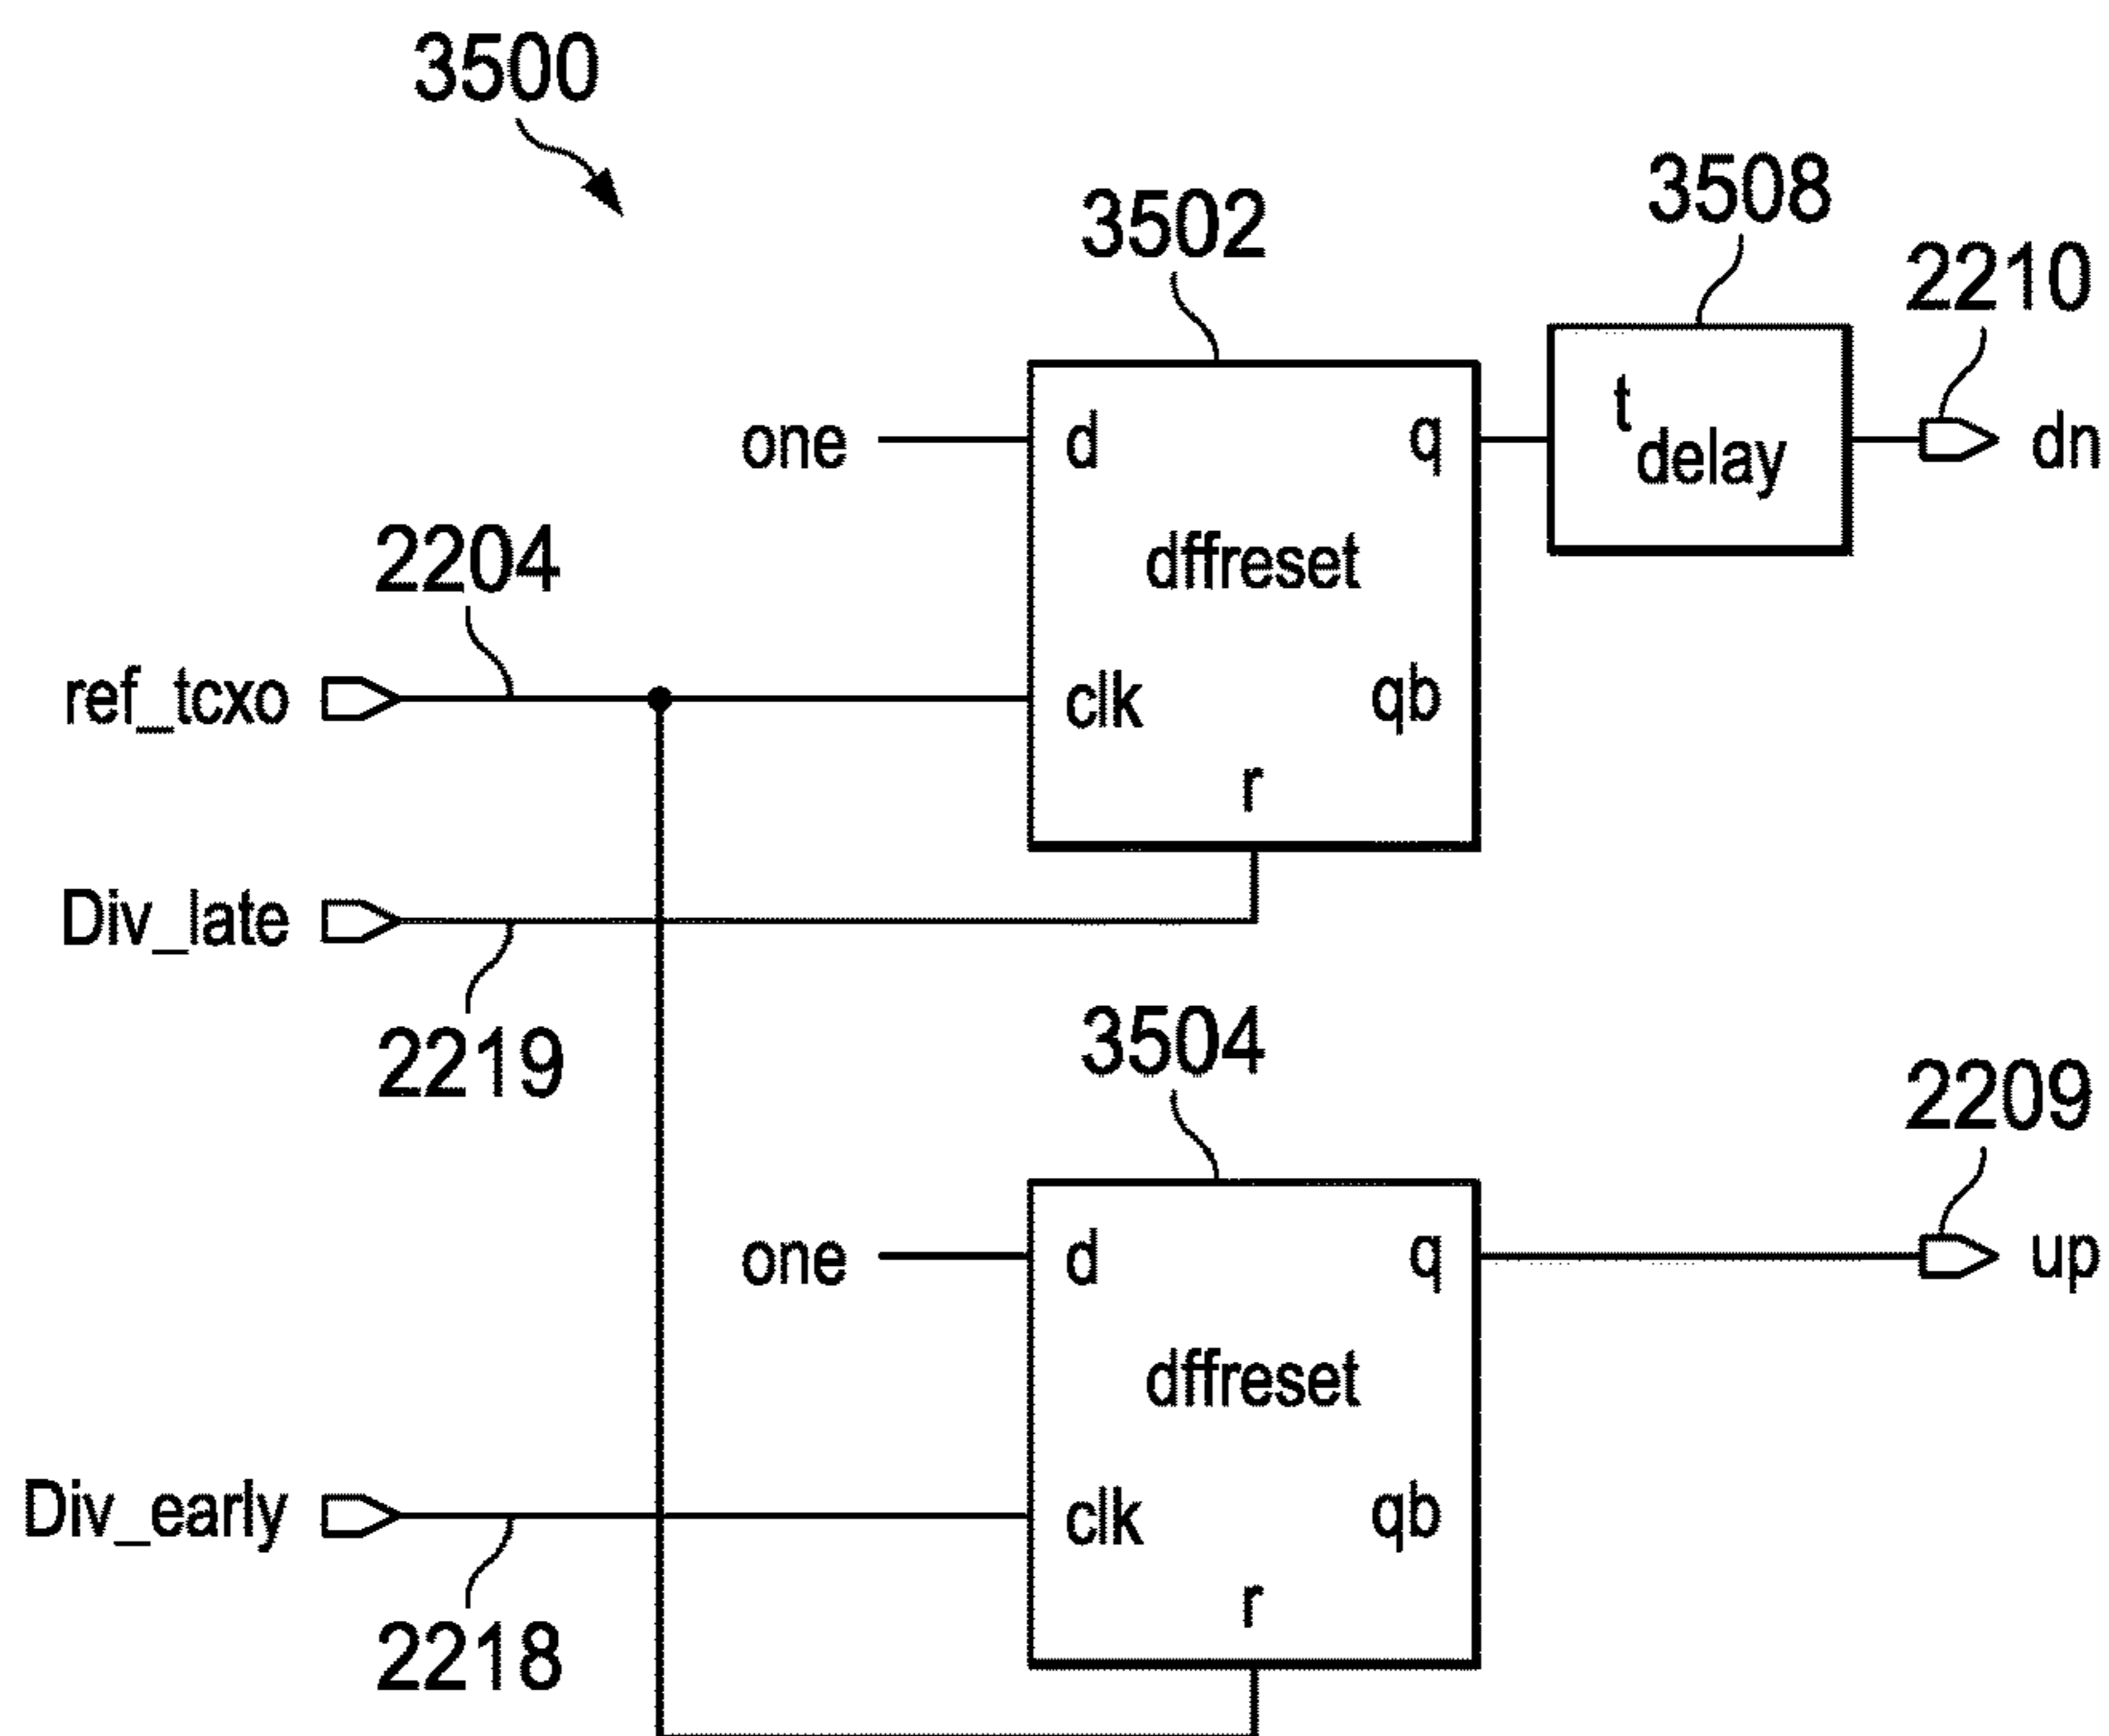 3500
3502
3508
2210
one
d
q
t
delay
dn
2204
dffreset
ref_tcxo
clk
qb
r
Div_late
2219
3504
2209
one
d
q
up
dffreset
Div_early
clk
qb
r
2218